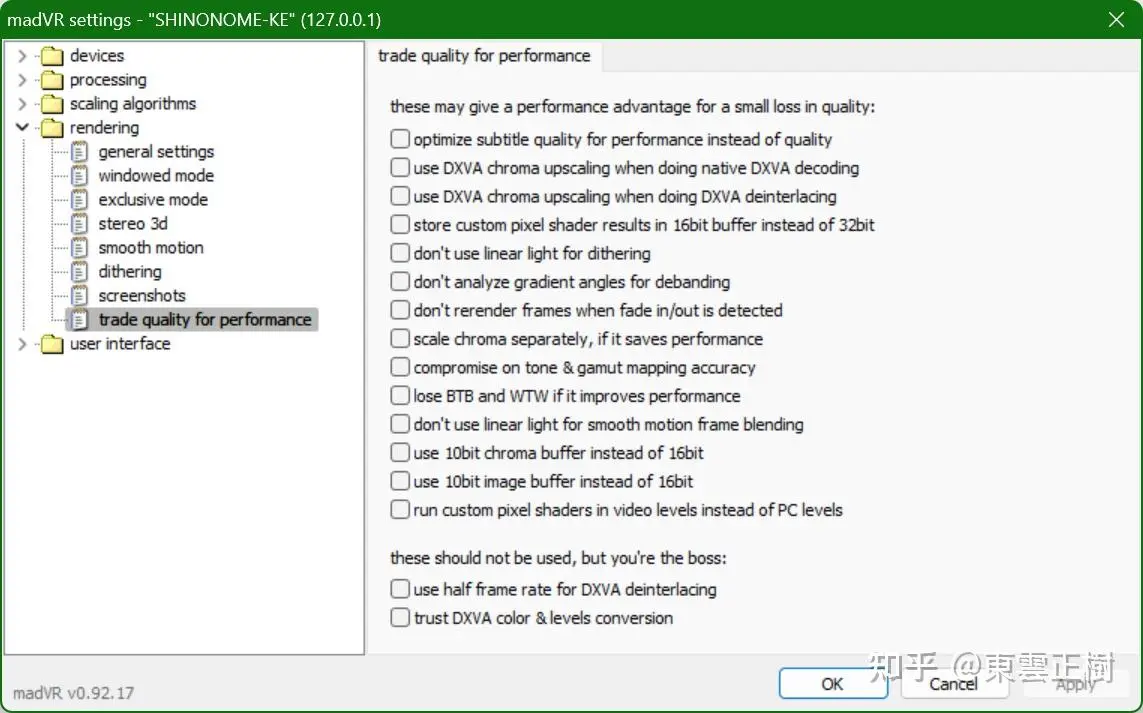 madVR settings - "SHINONOME-KE" (127.0.0.1)
devices
processing
scaling algorithms
rendering
general settings
windowed mode
exclusive mode
stereo 3d
smooth motion
dithering
screenshots
trade quality for performance
user interface
trade quality for performance
these may give a performance advantage for a small loss in quality:
optimize subtitle quality for performance instead of quality
use DXVA chroma upscaling when doing native DXVA decoding
use DXVA chroma upscaling when doing DXVA deinterlacing
store custom pixel shader results in 16bit buffer instead of 32bit
don't use linear light for dithering
don't analyze gradient angles for debanding
don't rerender frames when fade in/out is detected
scale chroma separately, if it saves performance
compromise on tone & gamut mapping accuracy
lose BTB and WTW if it improves performance
don't use linear light for smooth motion frame blending
use 10bit chroma buffer instead of 16bit
use 10bit image buffer instead of 16bit
run custom pixel shaders in video levels instead of PC levels
these should not be used, but you're the boss:
use half frame rate for DXVA deinterlacing
trust DXVA color & levels conversion
知乎 @東雲正樹
madVR v0.92.17
OK
Cancel
Apply